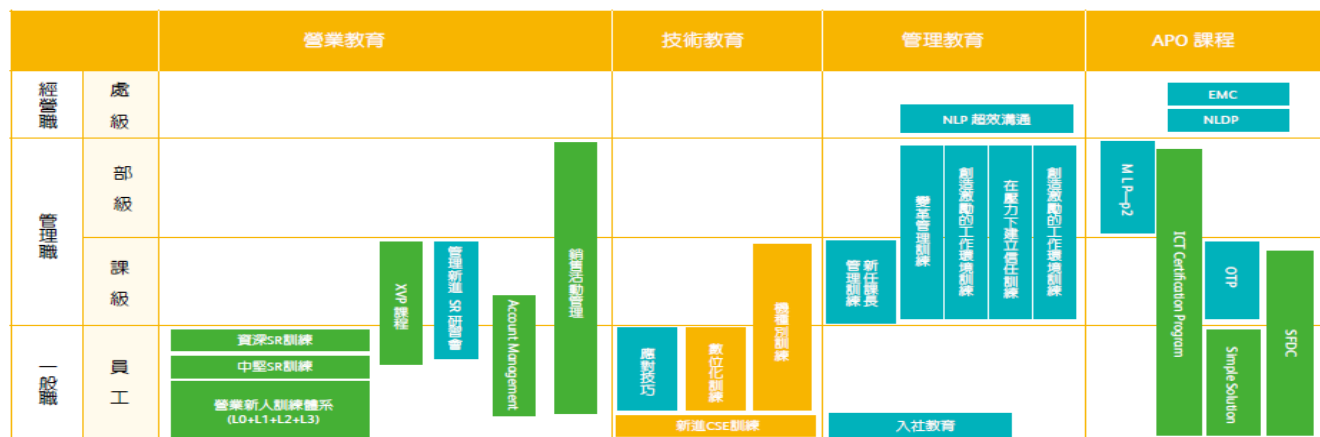 營業教育
技術教育
管理教育
APO 課程
經營職
處級
EMC
NLDP
NLP 超效溝通
管理職
部級
課級
銷售活動管理
變革管理訓練
創造激勵的工作環境訓練
在壓力下建立信任訓練
創造激勵的工作環境訓練
MLP—p2
ICT Certification Program
XVP 課程
管理新進 SR 研習會
Account Management
機種別訓練
新任課長
管理訓練
OTP
SFDC
一般職
員工
資深SR訓練
中堅SR訓練
營業新人訓練體系
(L0+L1+L2+L3)
應對技巧
數位化訓練
新進CSE訓練
入社教育
Simple Solution